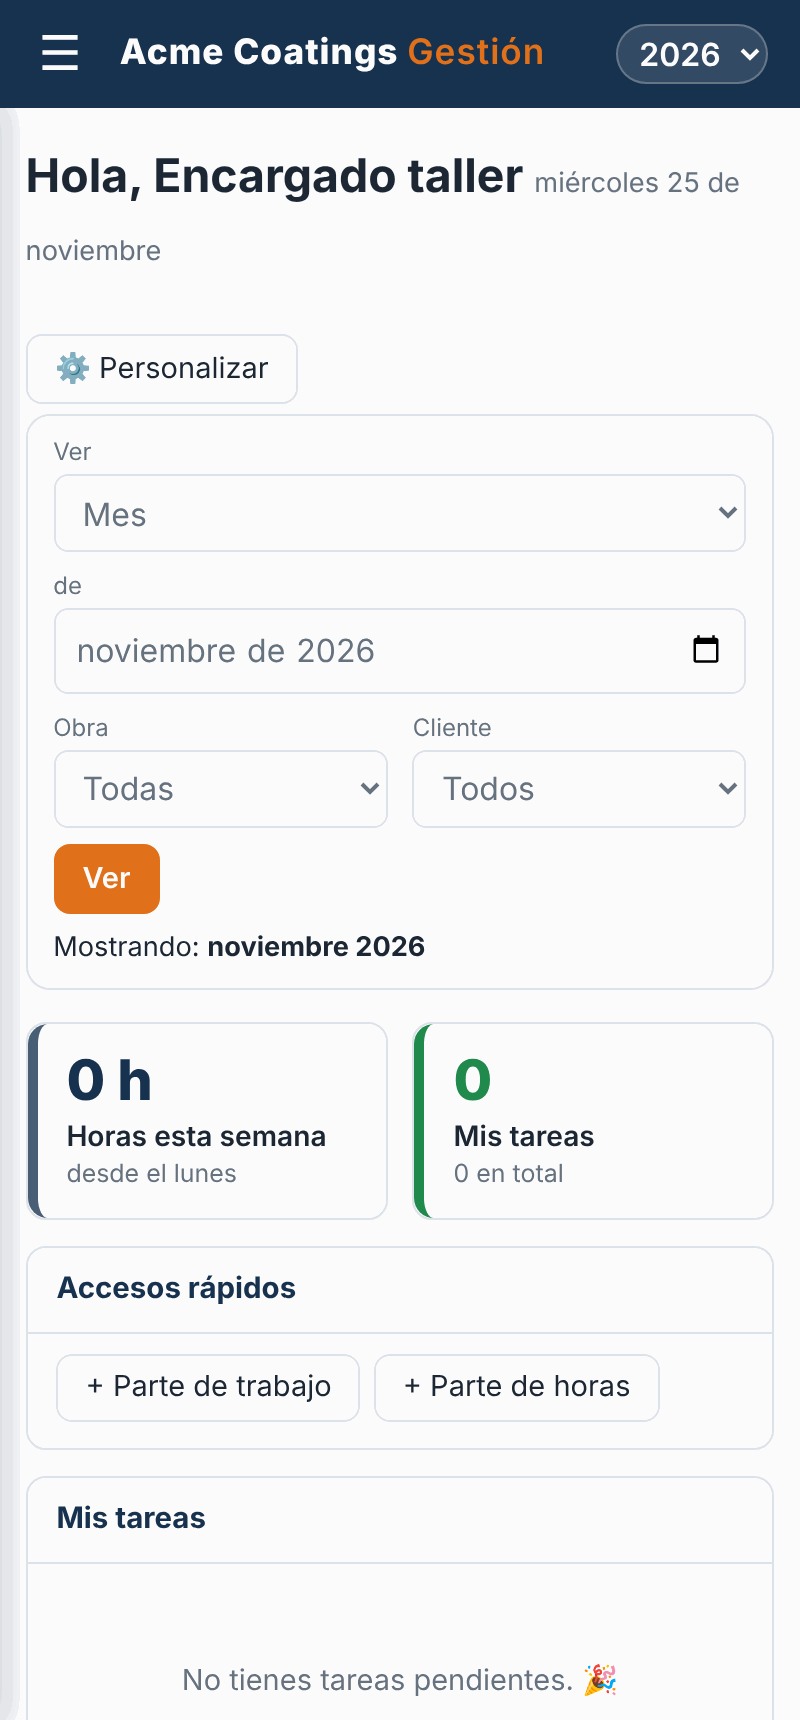 Acme Coatings Gestión
2026
Hola, Encargado taller miércoles 25 de
noviembre
⚙️ Personalizar
Ver
Mes
de
noviembre de 2026
Obra
Cliente
Todas
Todos
Ver
Mostrando: noviembre 2026
0 h
Horas esta semana
desde el lunes
0
Mis tareas
0 en total
Accesos rápidos
+ Parte de trabajo
+ Parte de horas
Mis tareas
No tienes tareas pendientes. 🎉